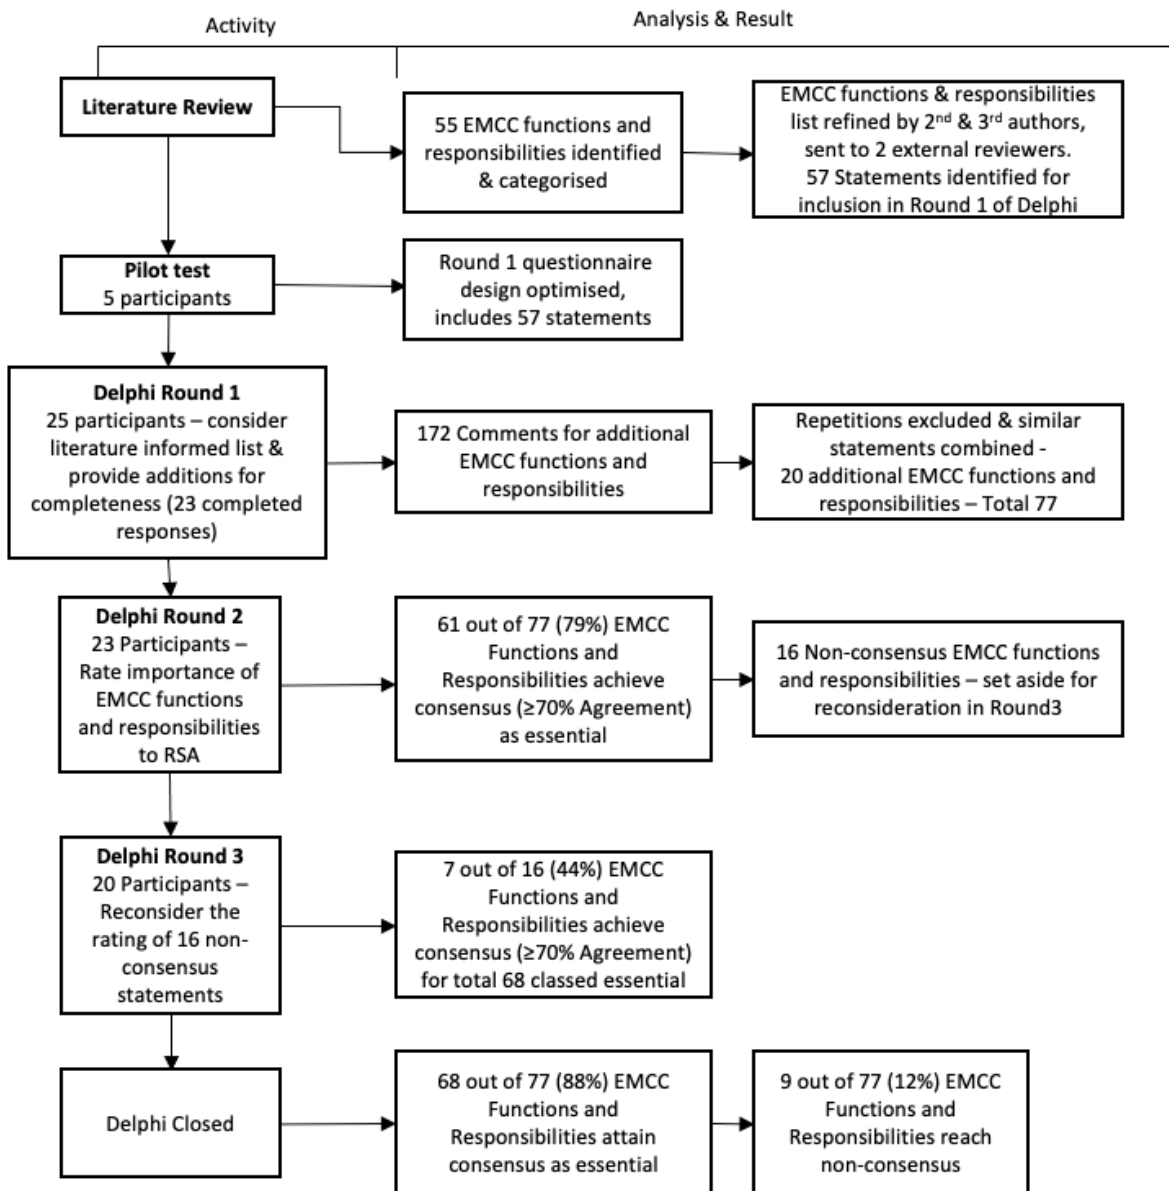 Activity
Analysis & Result
Literature Review
55 EMCC functions and
responsibilities identified
& categorised
EMCC functions & responsibilities
list refined by 2nd & 3rd authors,
sent to 2 external reviewers.
57 Statements identified for
inclusion in Round 1 of Delphi
Pilot test
5 participants
Round 1 questionnaire
design optimised,
includes 57 statements
Delphi Round 1
25 participants – consider
literature informed list &
provide additions for
completeness (23 completed
responses)
172 Comments for additional
EMCC functions and
responsibilities
Repetitions excluded & similar
statements combined -
20 additional EMCC functions and
responsibilities – Total 77
Delphi Round 2
23 Participants –
Rate importance of
EMCC functions
and responsibilities
to RSA
61 out of 77 (79%) EMCC
Functions and
Responsibilities achieve
consensus (≥70% Agreement)
as essential
16 Non-consensus EMCC functions
and responsibilities – set aside for
reconsideration in Round3
Delphi Round 3
20 Participants –
Reconsider the
rating of 16 non-
consensus
statements
7 out of 16 (44%) EMCC
Functions and
Responsibilities achieve
consensus (≥70% Agreement)
for total 68 classed essential
Delphi Closed
68 out of 77 (88%) EMCC
Functions and
Responsibilities attain
consensus as essential
9 out of 77 (12%) EMCC
Functions and
Responsibilities reach
non-consensus